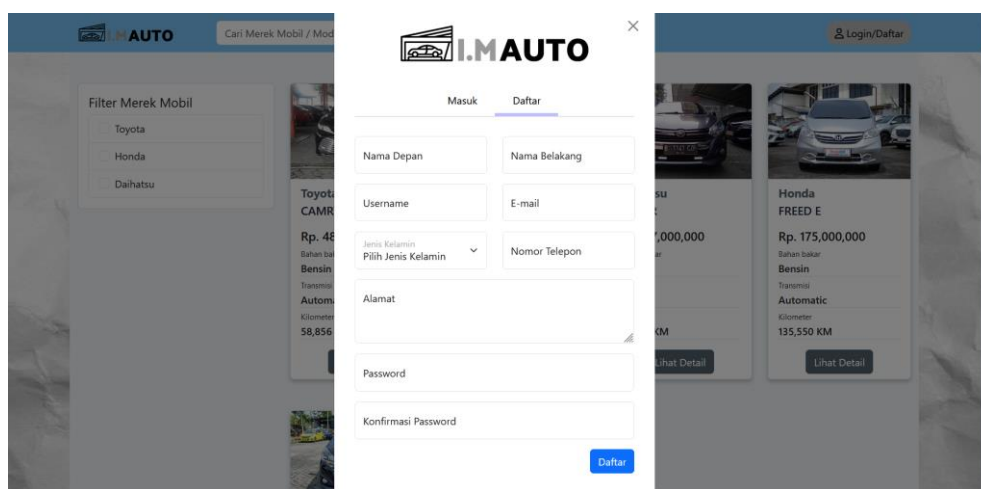 I.MAUTO
Cari Merek Mobil / Mod
Login/Daftar
I.MAUTO
Masuk
Daftar
Nama Depan
Nama Belakang
Username
E-mail
Jenis Kelamin
Pilih Jenis Kelamin
Nomor Telepon
Alamat
Password
Konfirmasi Password
Daftar
Filter Merek Mobil
Toyota
Honda
Daihatsu
Toyota
CAMR
Rp. 48
Bahan bak
Bensin
Transmisi
Automa
Kilometer
58,856
su
,000,000
ar
KM
Lihat Detail
Honda
FREED E
Rp. 175,000,000
Bahan bakar
Bensin
Transmisi
Automatic
Kilometer
135,550 KM
Lihat Detail